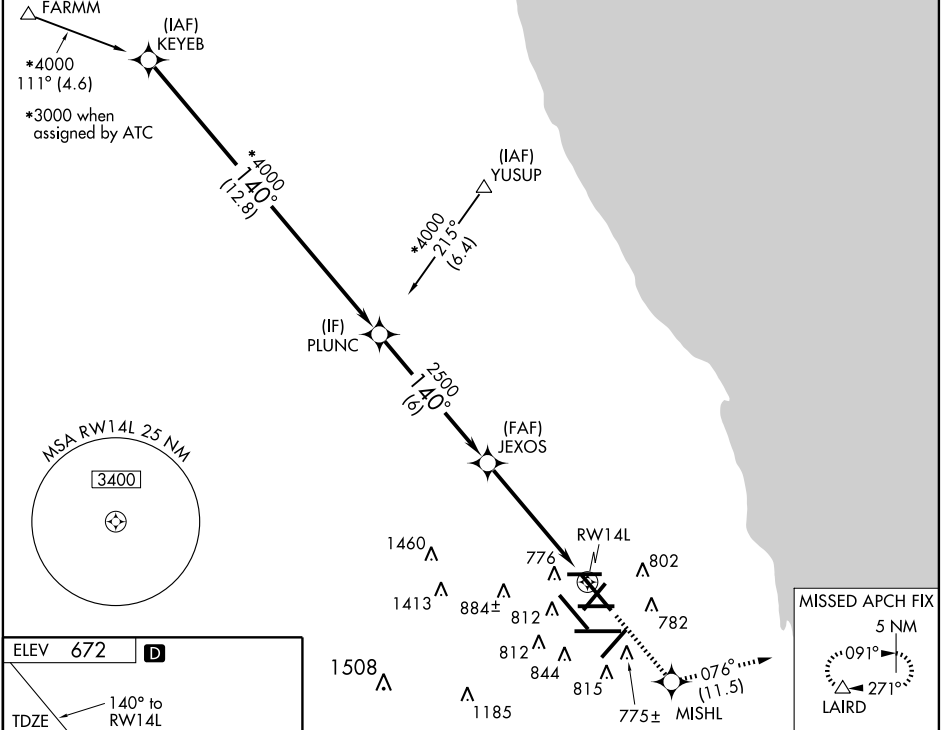 FARMM
*4000
111° (4.6)
*3000 when
assigned by ATC
(IAF)
KEYEB
*4000
140°
(12.8)
(IAF)
YUSUP
*4000
215°
(6.4)
(IF)
PLUNC
2500
140°
(6)
(FAF)
JEXOS
MSA RW14L 25 NM
3400
RW14L
1460
776
802
1413
884±
812
782
812
844
815
775±
1508
1185
MISHL
076°
(11.5)
MISSED APCH FIX
5 NM
091°
271°
LAIRD
ELEV 672 D
140° to
RW14L
TDZE